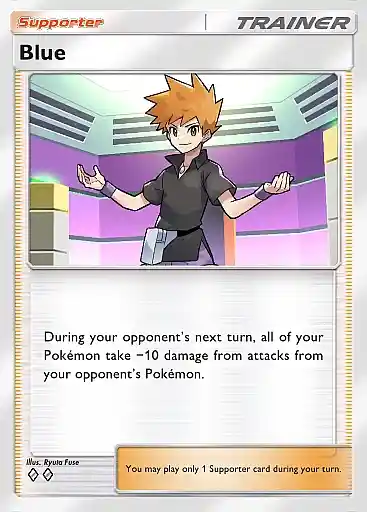 Supporter
TRAINER
Blue
During your opponent's next turn, all of your
Pokémon take −10 damage from attacks from
your opponent's Pokémon.
Illus. Ryuta Fuse
You may play only 1 Supporter card during your turn.